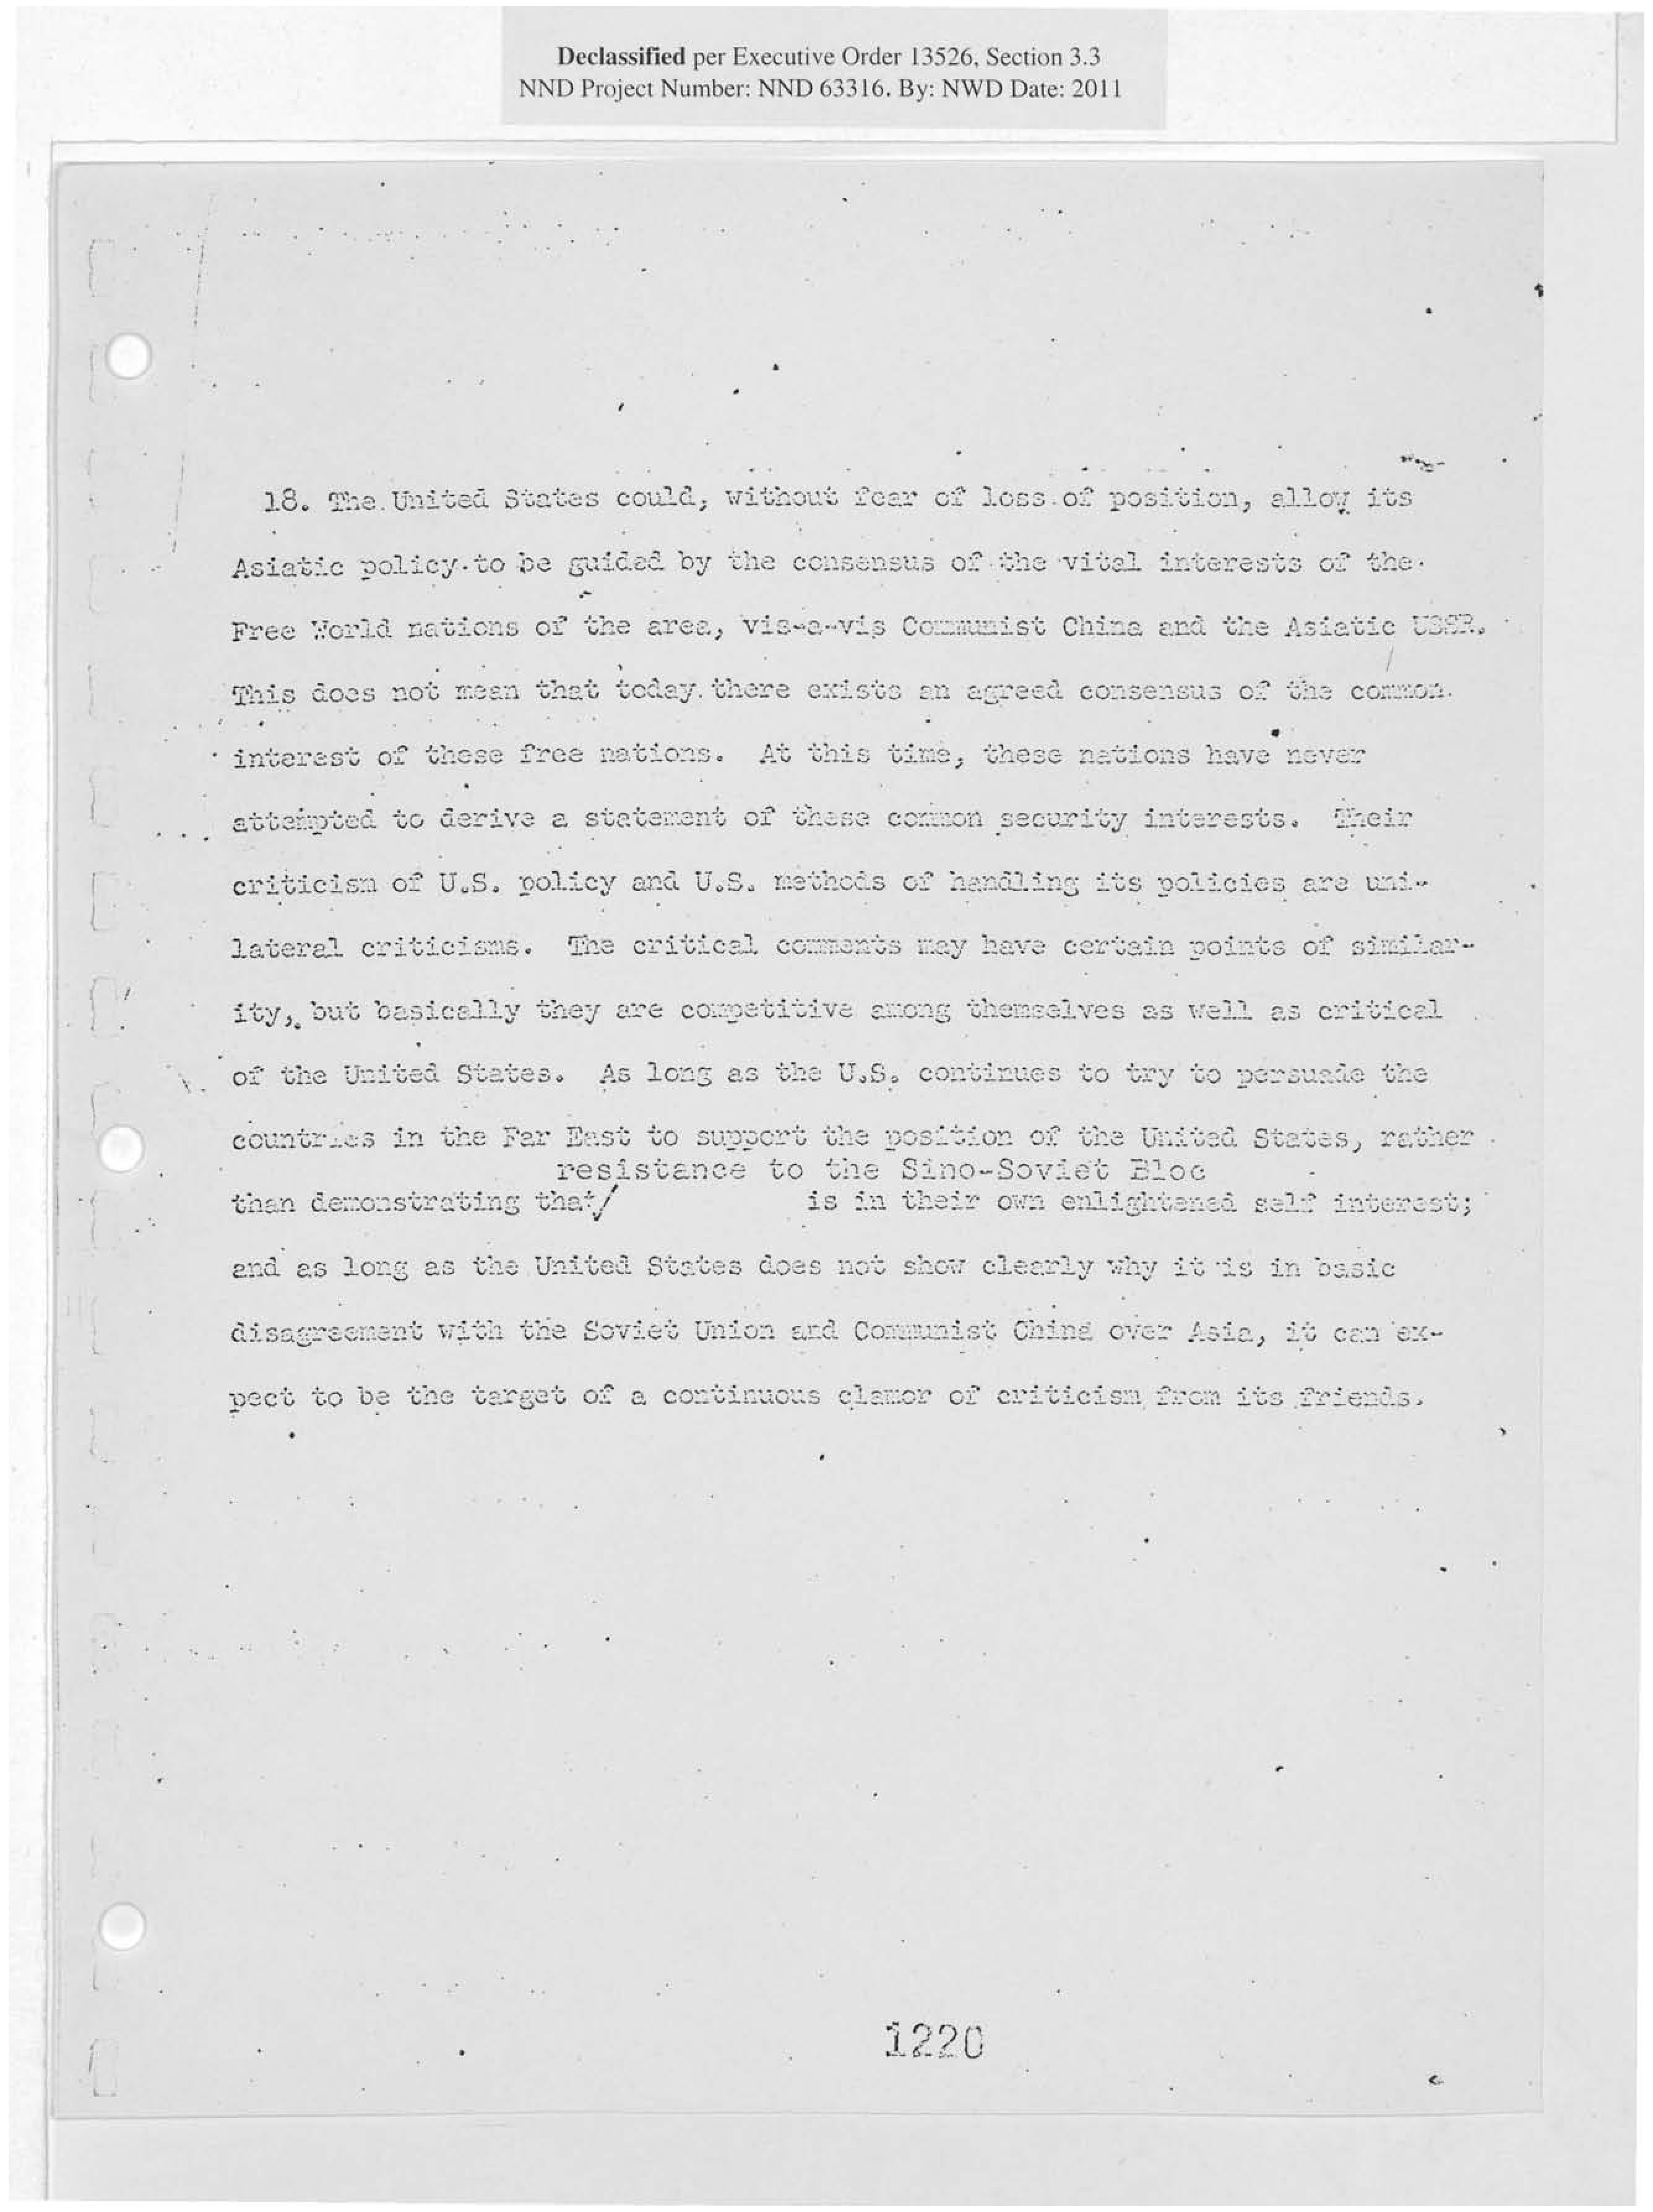 Declassified per Executive Order 13526, Section 3.3
NND Project Number: NND 63316. By: NWD Date: 2011
18. The United States could, without fear of loss of position, allow its
Asiatic policy to be guided by the consensus of the vital interests of the
Free World nations of the area, vis-a-vis Communist China and the Asiatic USSR.
This does not mean that today there exists an agreed consensus of the common
interest of these free nations. At this time, these nations have never
attempted to derive a statement of these common security interests. Their
criticism of U.S. policy and U.S. methods of handling its policies are uni-
lateral criticisms. The critical comments may have certain points of similar-
ity, but basically they are competitive among themselves as well as critical
of the United States. As long as the U.S. continues to try to persuade the
countries in the Far East to support the position of the United States, rather
resistance to the Sino-Soviet Bloc
than demonstrating that/ is in their own enlightened self interest;
and as long as the United States does not show clearly why it is in basic
disagreement with the Soviet Union and Communist China over Asia, it can ex-
pect to be the target of a continuous clamor of criticism from its friends.
1220